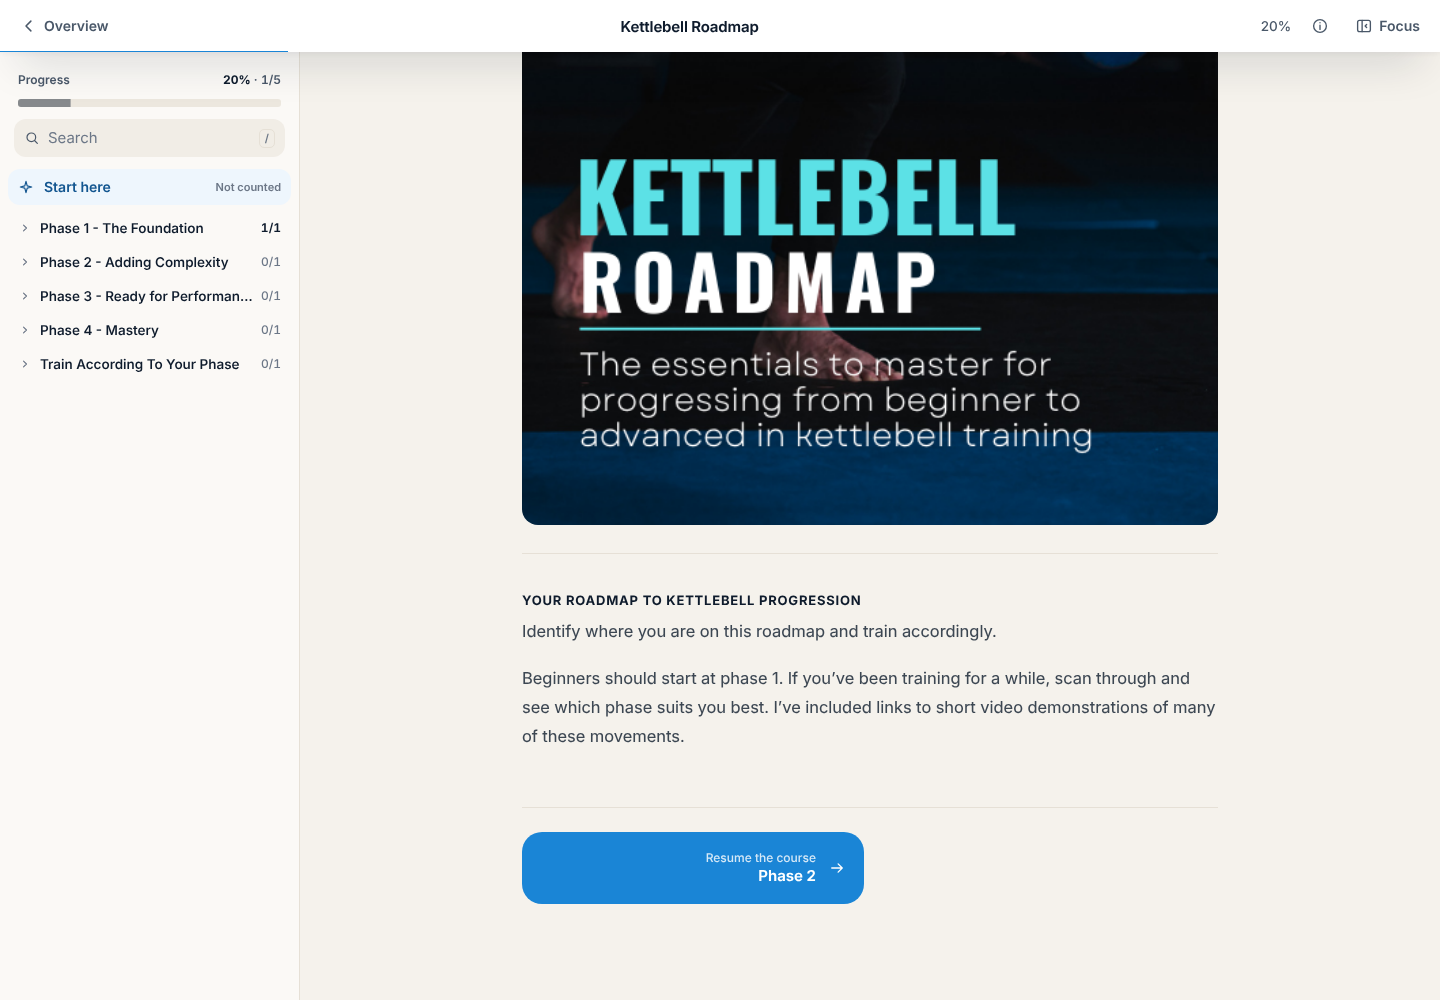 Overview
Kettlebell Roadmap
20%
Focus
Progress
20% · 1/5
Search
/
Start here
Not counted
Phase 1 - The Foundation
1/1
Phase 2 - Adding Complexity
0/1
Phase 3 - Ready for Performan...
0/1
Phase 4 - Mastery
0/1
Train According To Your Phase
0/1
KETTLEBELL
ROADMAP
The essentials to master for
progressing from beginner to
advanced in kettlebell training
YOUR ROADMAP TO KETTLEBELL PROGRESSION
Identify where you are on this roadmap and train accordingly.
Beginners should start at phase 1. If you’ve been training for a while, scan through and
see which phase suits you best. I’ve included links to short video demonstrations of many
of these movements.
Resume the course
Phase 2